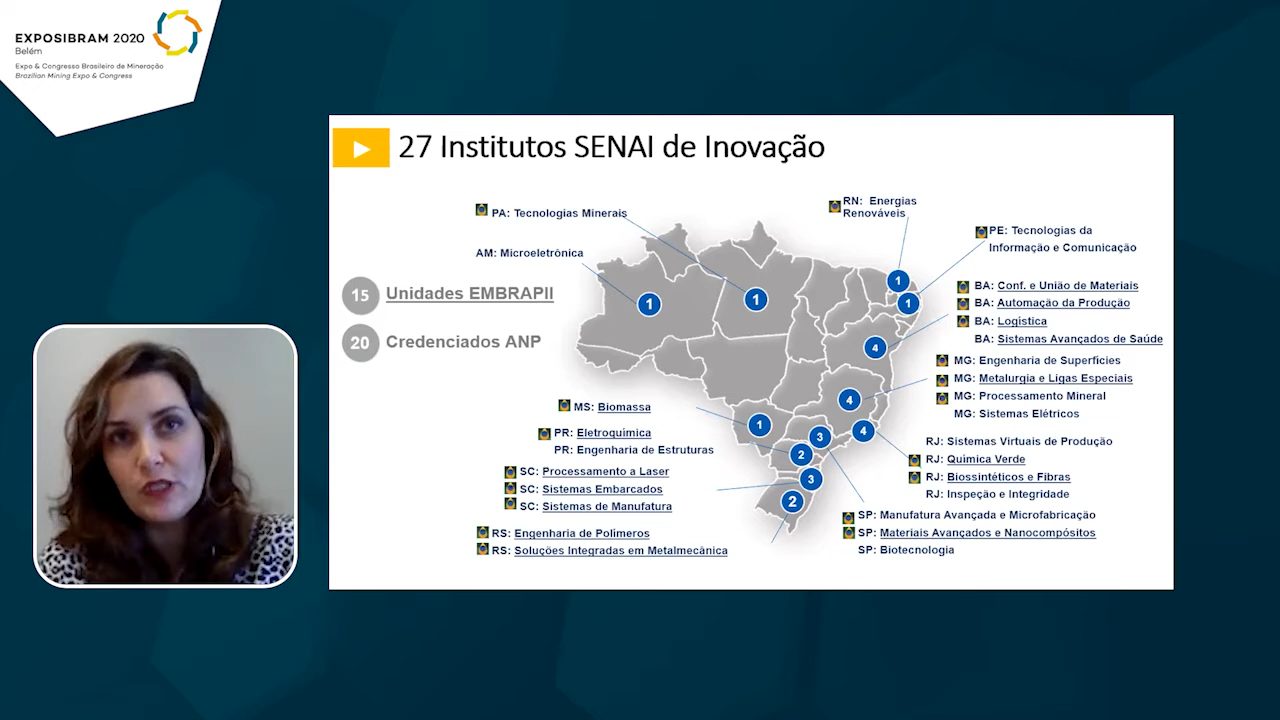 EXPOSIBRAM 2020
Belém
Expo & Congresso Brasileiro de Mineração
Brazilian Mining Expo & Congress
27 Institutos SENAI de Inovação
PA: Tecnologias Minerais
AM: Microeletrônica
RN: Energias
Renováveis
PE: Tecnologias da
Informação e Comunicação
15 Unidades EMBRAPII
20 Credenciados ANP
BA: Conf. e União de Materiais
BA: Automação da Produção
BA: Logística
BA: Sistemas Avançados de Saúde
MG: Engenharia de Superfícies
MG: Metalurgia e Ligas Especiais
MG: Processamento Mineral
MG: Sistemas Elétricos
MS: Biomassa
PR: Eletroquímica
PR: Engenharia de Estruturas
SC: Processamento a Laser
SC: Sistemas Embarcados
SC: Sistemas de Manufatura
RS: Engenharia de Polímeros
RS: Soluções Integradas em Metalmecânica
RJ: Sistemas Virtuais de Produção
RJ: Química Verde
RJ: Biossintéticos e Fibras
RJ: Inspeção e Integridade
SP: Manufatura Avançada e Microfabricação
SP: Materiais Avançados e Nanocompósitos
SP: Biotecnologia
1
1
1
1
4
4
4
1
3
2
3
2